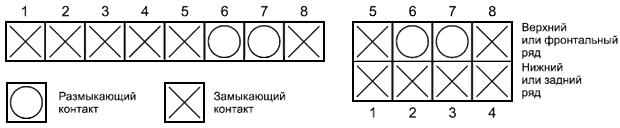 1 2 3 4 5 6 7 8
Размыкающий
контакт
Замыкающий
контакт
5 6 7 8
Верхний
или фронтальный
ряд
Нижний
или задний
ряд
1 2 3 4